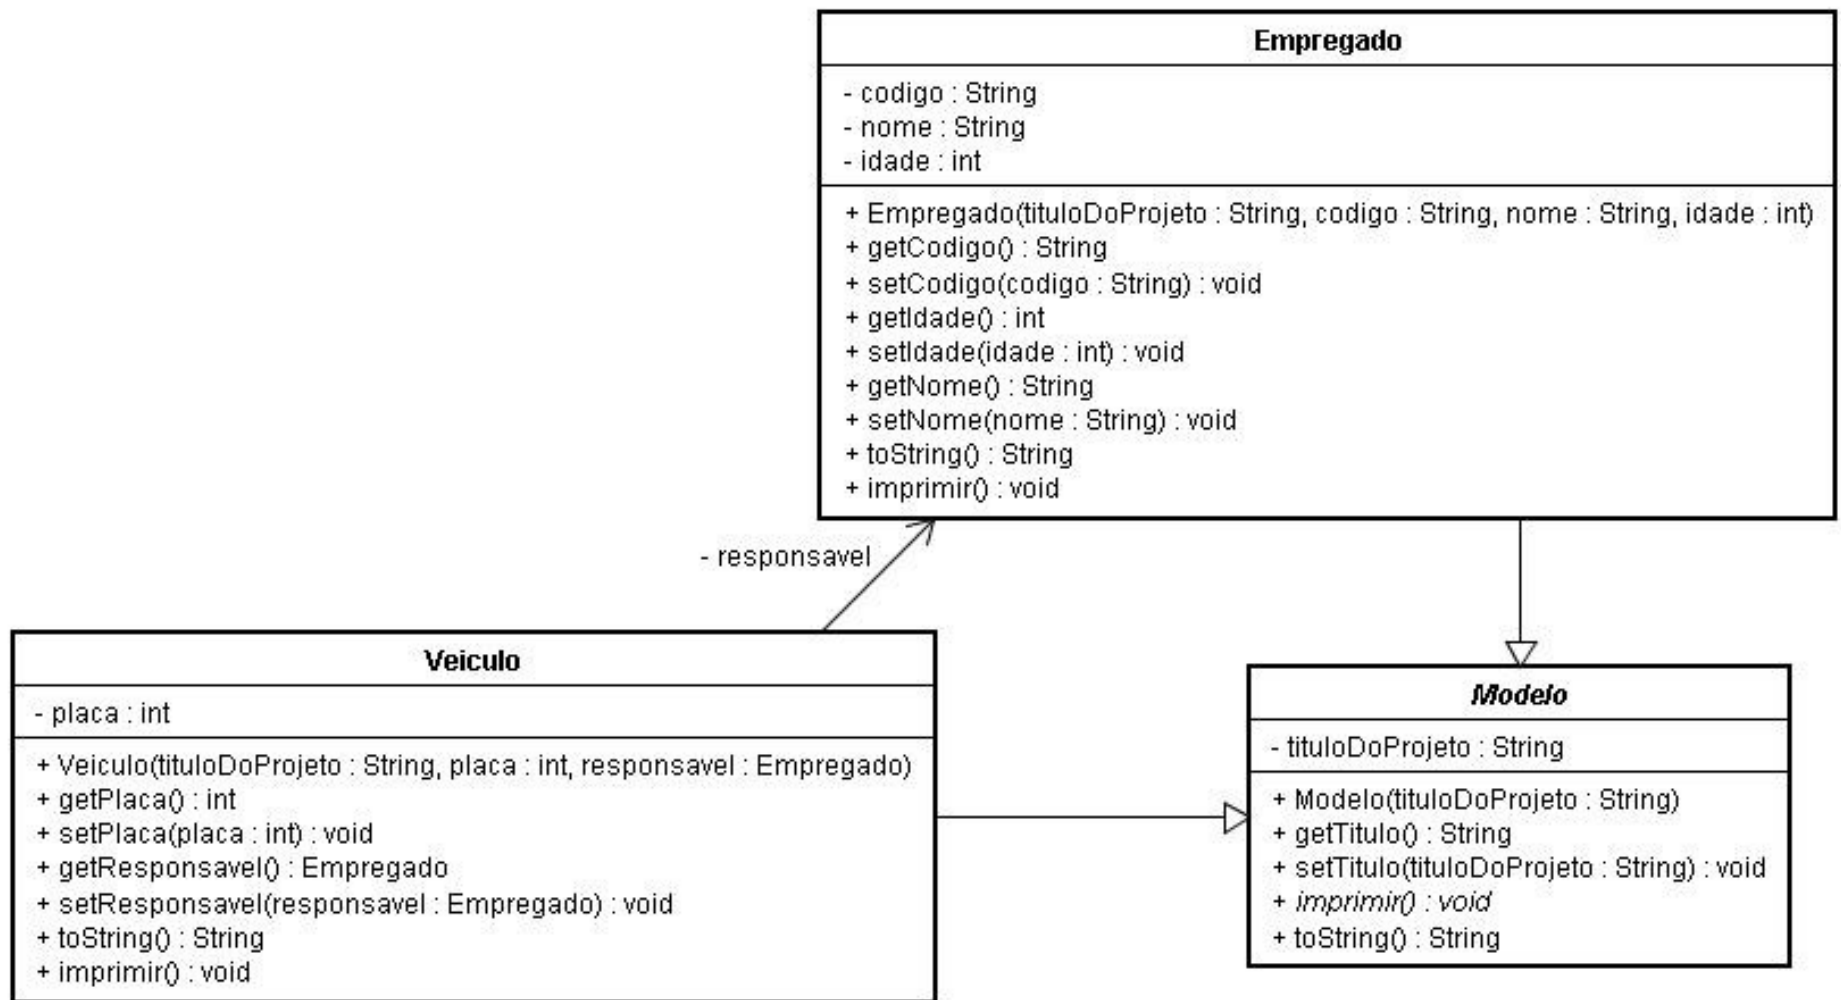 Empregado
- codigo : String
- nome : String
- idade : int
+ Empregado(tituloDoProjeto : String, codigo : String, nome : String, idade : int)
+ getCodigo() : String
+ setCodigo(codigo : String) : void
+ getIdade() : int
+ setIdade(idade : int) : void
+ getNome() : String
+ setNome(nome : String) : void
+ toString() : String
+ imprimir() : void
- responsavel
Veiculo
- placa : int
+ Veiculo(tituloDoProjeto : String, placa : int, responsavel : Empregado)
+ getPlaca() : int
+ setPlaca(placa : int) : void
+ getResponsavel() : Empregado
+ setResponsavel(responsavel : Empregado) : void
+ toString() : String
+ imprimir() : void
Modelo
- tituloDoProjeto : String
+ Modelo(tituloDoProjeto : String)
+ getTitulo() : String
+ setTitulo(tituloDoProjeto : String) : void
+ imprimir() : void
+ toString() : String